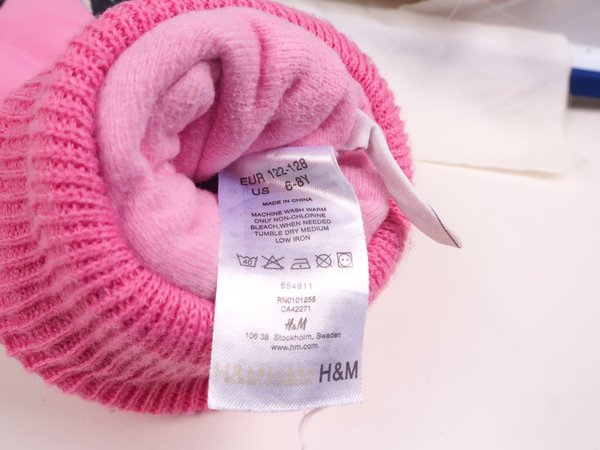 EUR 122-128
US 6-8Y
MADE IN CHINA
MACHINE WASH WARM
ONLY NON-CHLORINE
BLEACH,WHEN NEEDED
TUMBLE DRY MEDIUM
LOW IRON
40
554811
RN0101255
CA42271
H&M
106 38 Stockholm, Sweden
www.hm.com
H&M H&M H&M